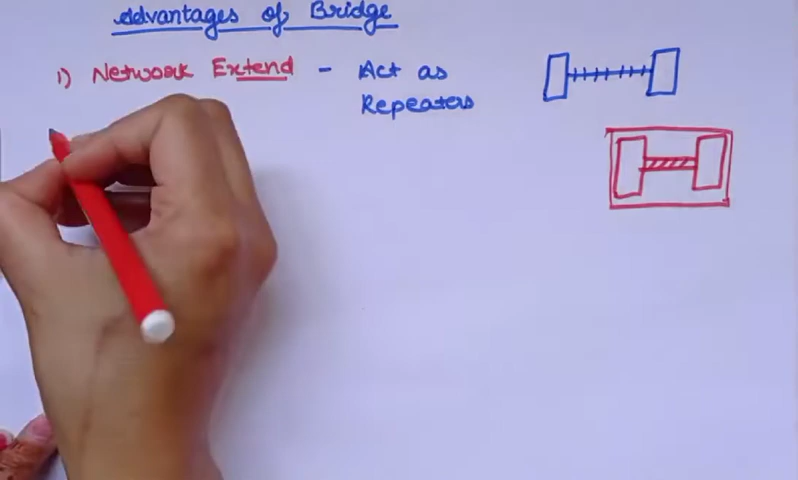 Advantages of Bridge
1) Network Extend - Act as
Repeaters